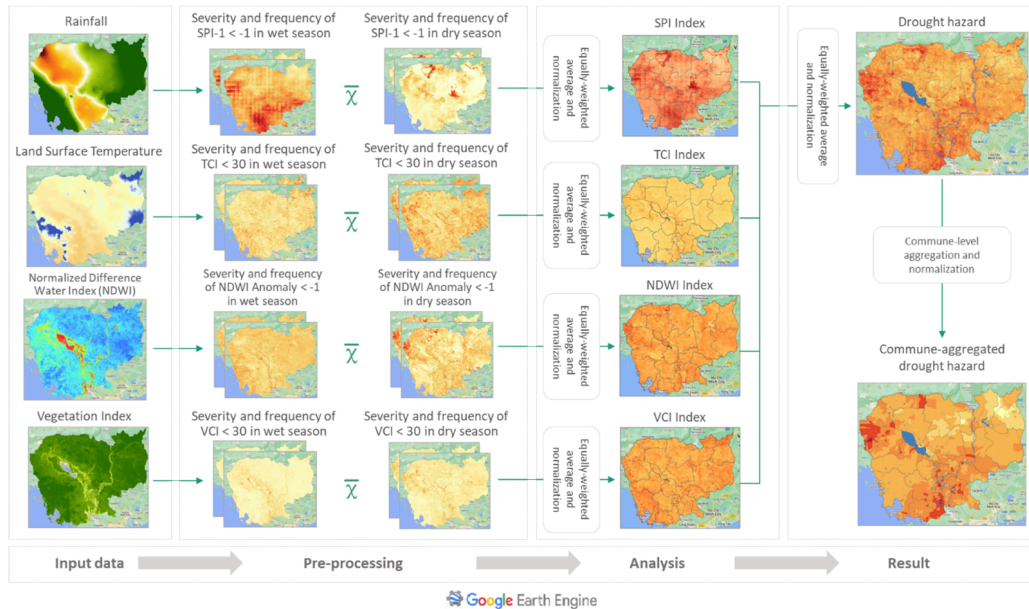 Rainfall
Severity and frequency of
SPI-1 < -1 in wet season
Severity and frequency of
SPI-1 < -1 in dry season
SPI Index
Drought hazard
χ
Equally-weighted
average and
normalization
Equally-weighted average
and normalization
Land Surface Temperature
Severity and frequency of
TCI < 30 in wet season
Severity and frequency of
TCI < 30 in dry season
TCI Index
χ
Equally-weighted
average and
normalization
Commune-level
aggregation and
normalization
Normalized Difference
Water Index (NDWI)
Severity and frequency
of NDWI Anomaly < -1
in wet season
Severity and frequency
of NDWI Anomaly < -1
in dry season
NDWI Index
χ
Equally-weighted
average and
normalization
Commune-aggregated
drought hazard
Vegetation Index
Severity and frequency of
VCI < 30 in wet season
Severity and frequency of
VCI < 30 in dry season
VCI Index
χ
Equally-weighted
average and
normalization
Input data
Pre-processing
Analysis
Result
Google Earth Engine